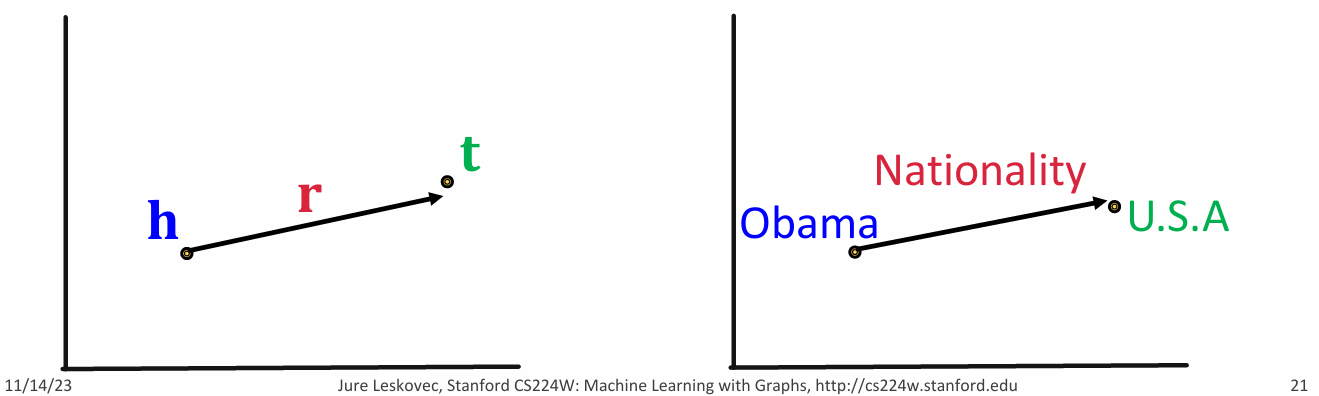 t
r
h
Nationality
Obama
U.S.A
11/14/23
Jure Leskovec, Stanford CS224W: Machine Learning with Graphs, http://cs224w.stanford.edu
21